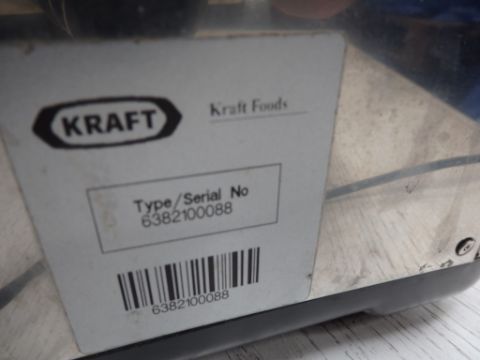 KRAFT
Kraft Foods
Type/Serial No
6382100088
6382100088